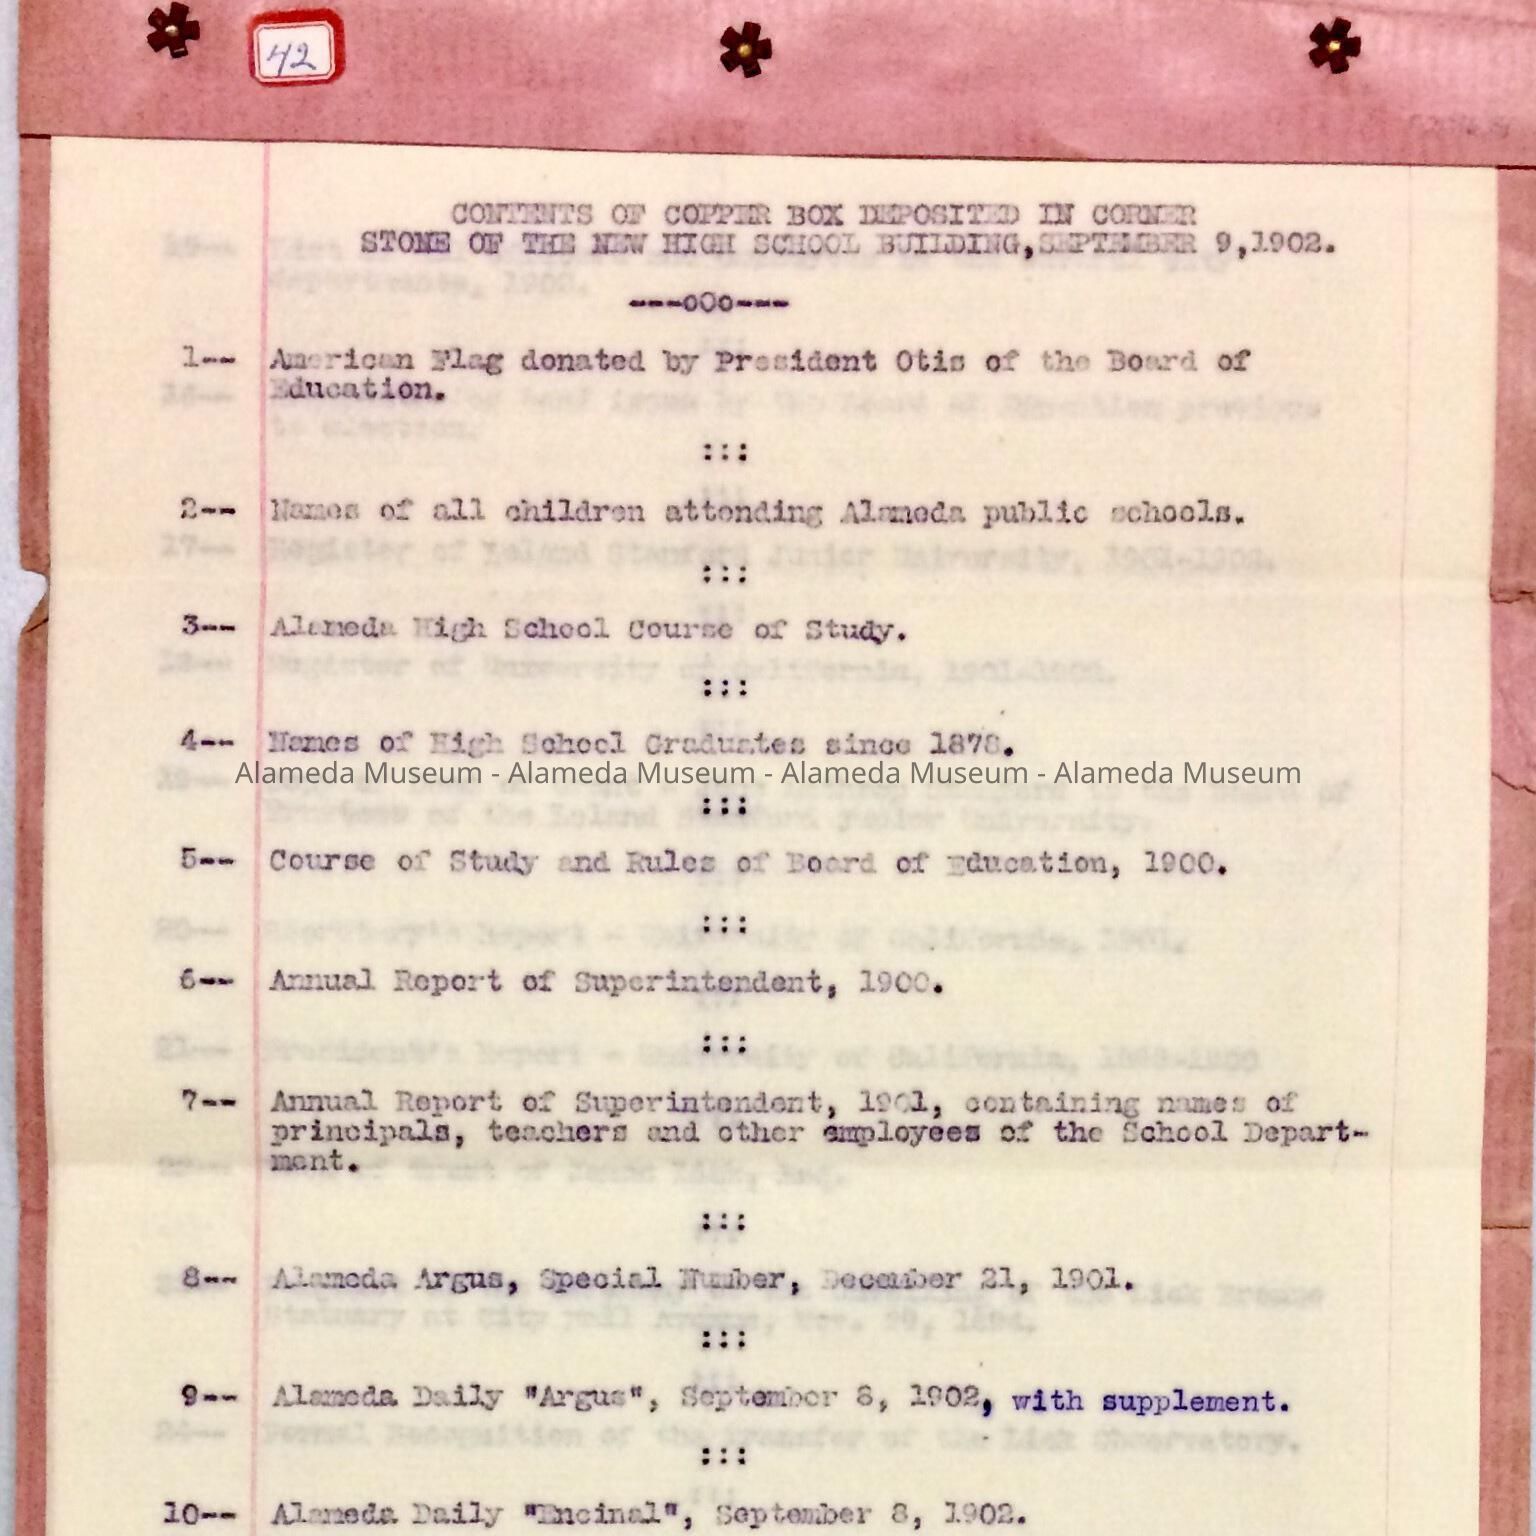 42
CONTENTS OF COPPER BOX DEPOSITED IN CORNER
STONE OF THE NEW HIGH SCHOOL BUILDING,SEPTEMBER 9,1902.
---oOo---
1-- American Flag donated by President Otis of the Board of
Education.
:::
2-- Names of all children attending Alameda public schools.
:::
3-- Alameda High School Course of Study.
:::
4-- Names of High School Graduates since 1878.
Alameda Museum - Alameda Museum - Alameda Museum - Alameda Museum
:::
5-- Course of Study and Rules of Board of Education, 1900.
:::
6-- Annual Report of Superintendent, 1900.
:::
7-- Annual Report of Superintendent, 1901, containing names of
principals, teachers and other employees of the School Depart-
ment.
:::
8-- Alameda Argus, Special Number, December 21, 1901.
:::
9-- Alameda Daily "Argus", September 8, 1902, with supplement.
:::
10-- Alameda Daily "Encinal", September 8, 1902.